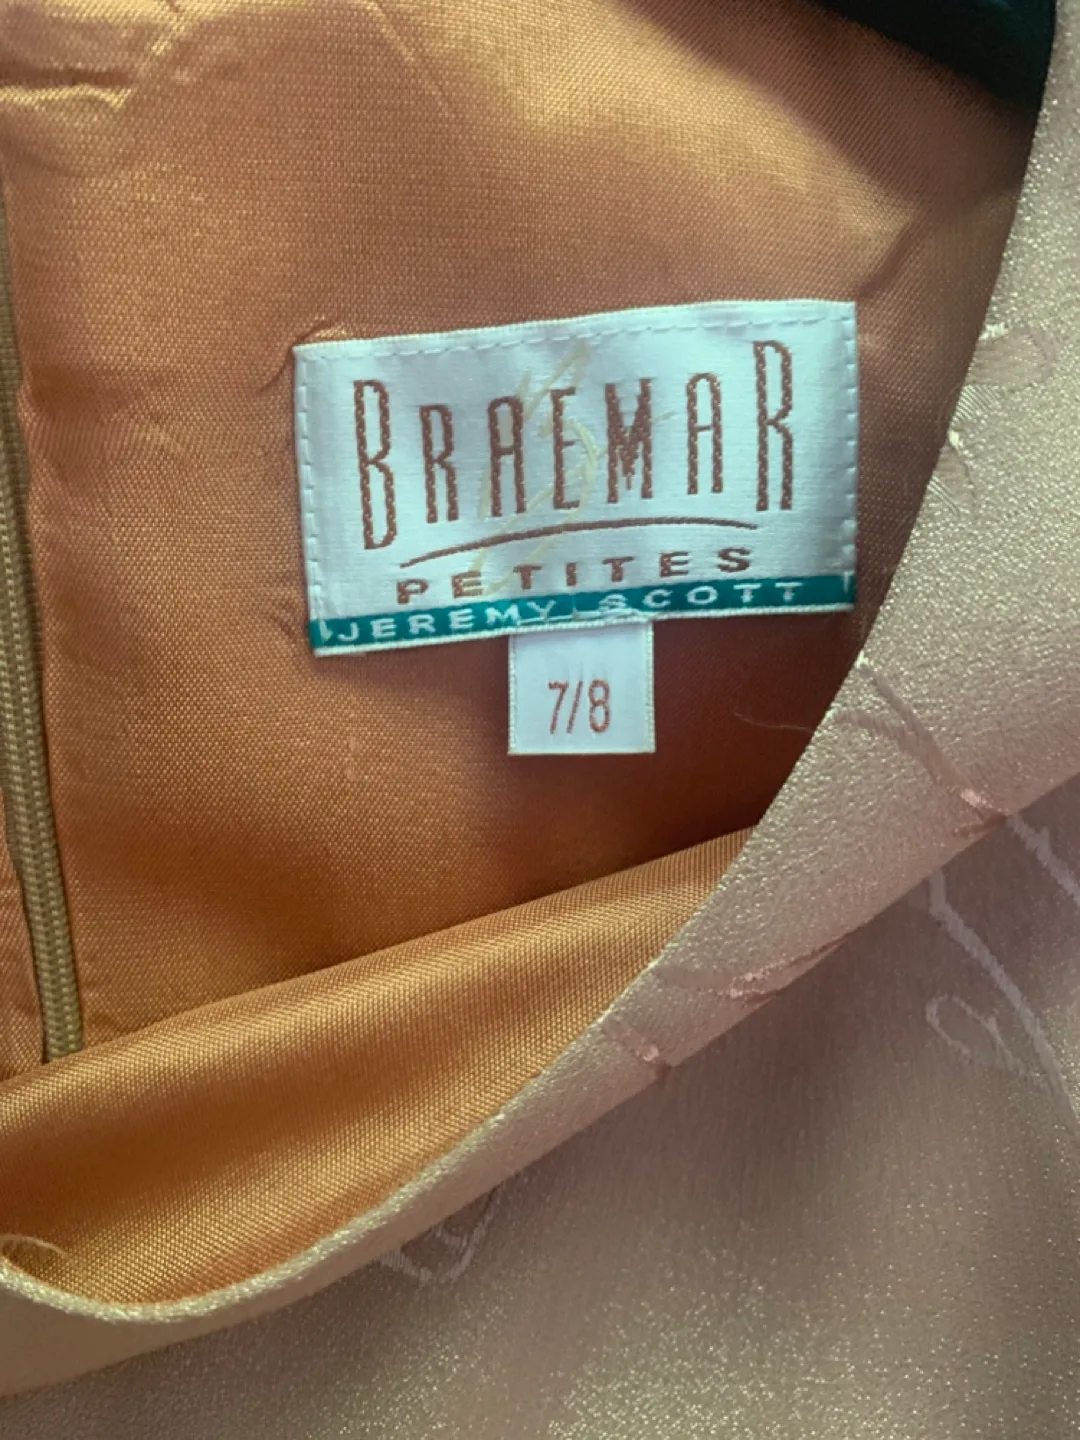 BRAEMAR
PETITES
JEREMY SCOTT
7/8